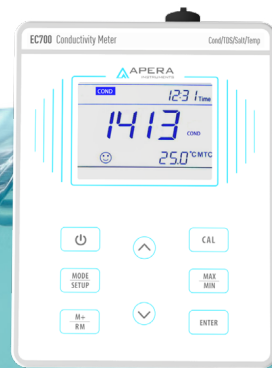 EC700 Conductivity Meter
Cond/TDS/Salt/Temp
APERA
INSTRUMENTS
COND
12:31 Time
1413 COND
25.0 °C MTC
CAL
MODE
SETUP
MAX
MIN
M+
RM
ENTER